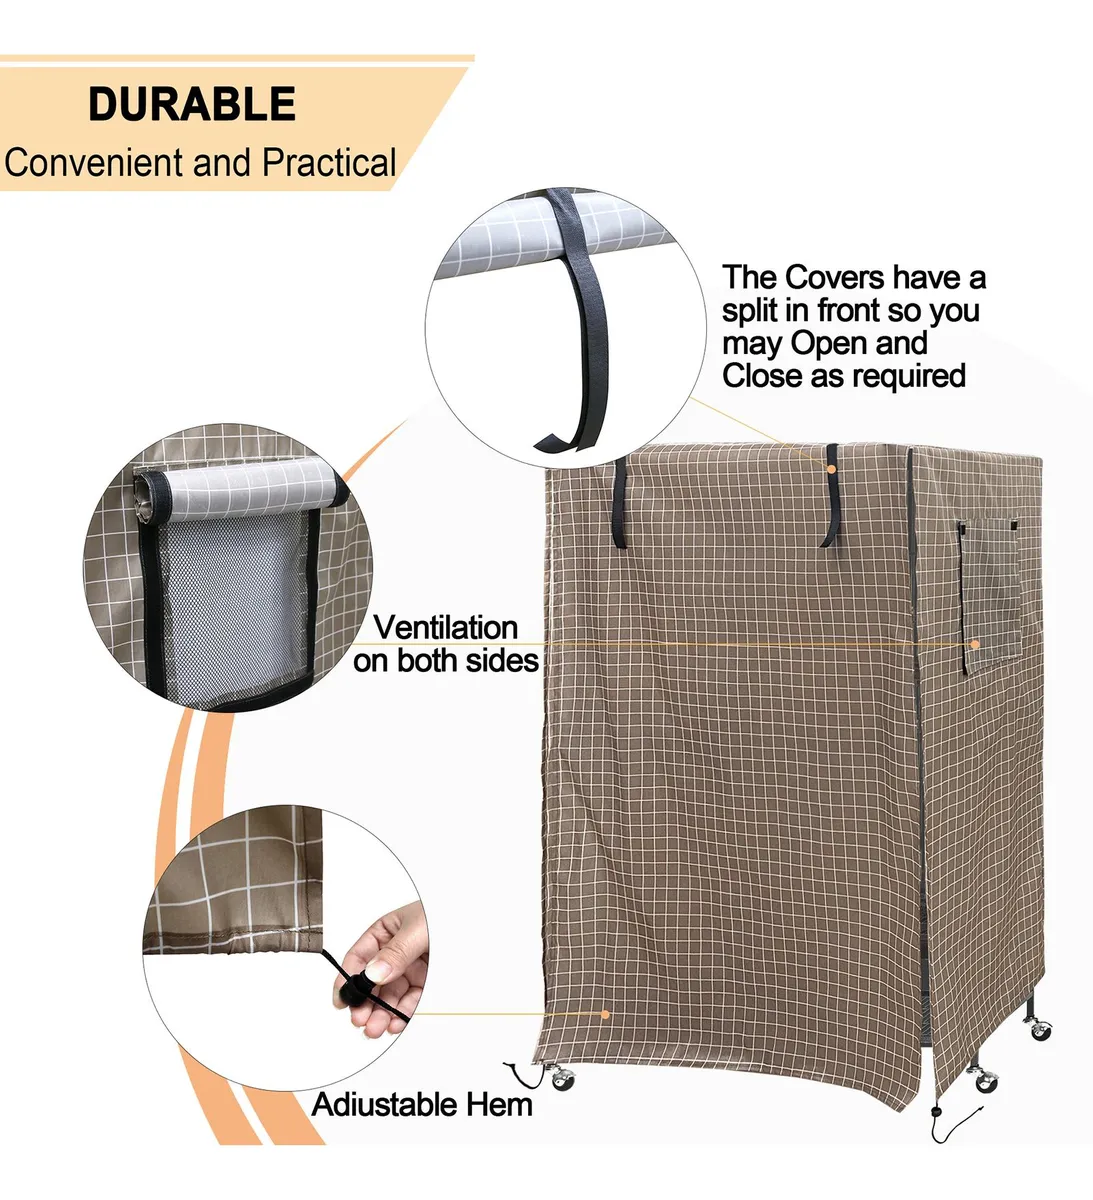 DURABLE
Convenient and Practical
The Covers have a
split in front so you
may Open and
Close as required
Ventilation
on both sides
Adiustable Hem